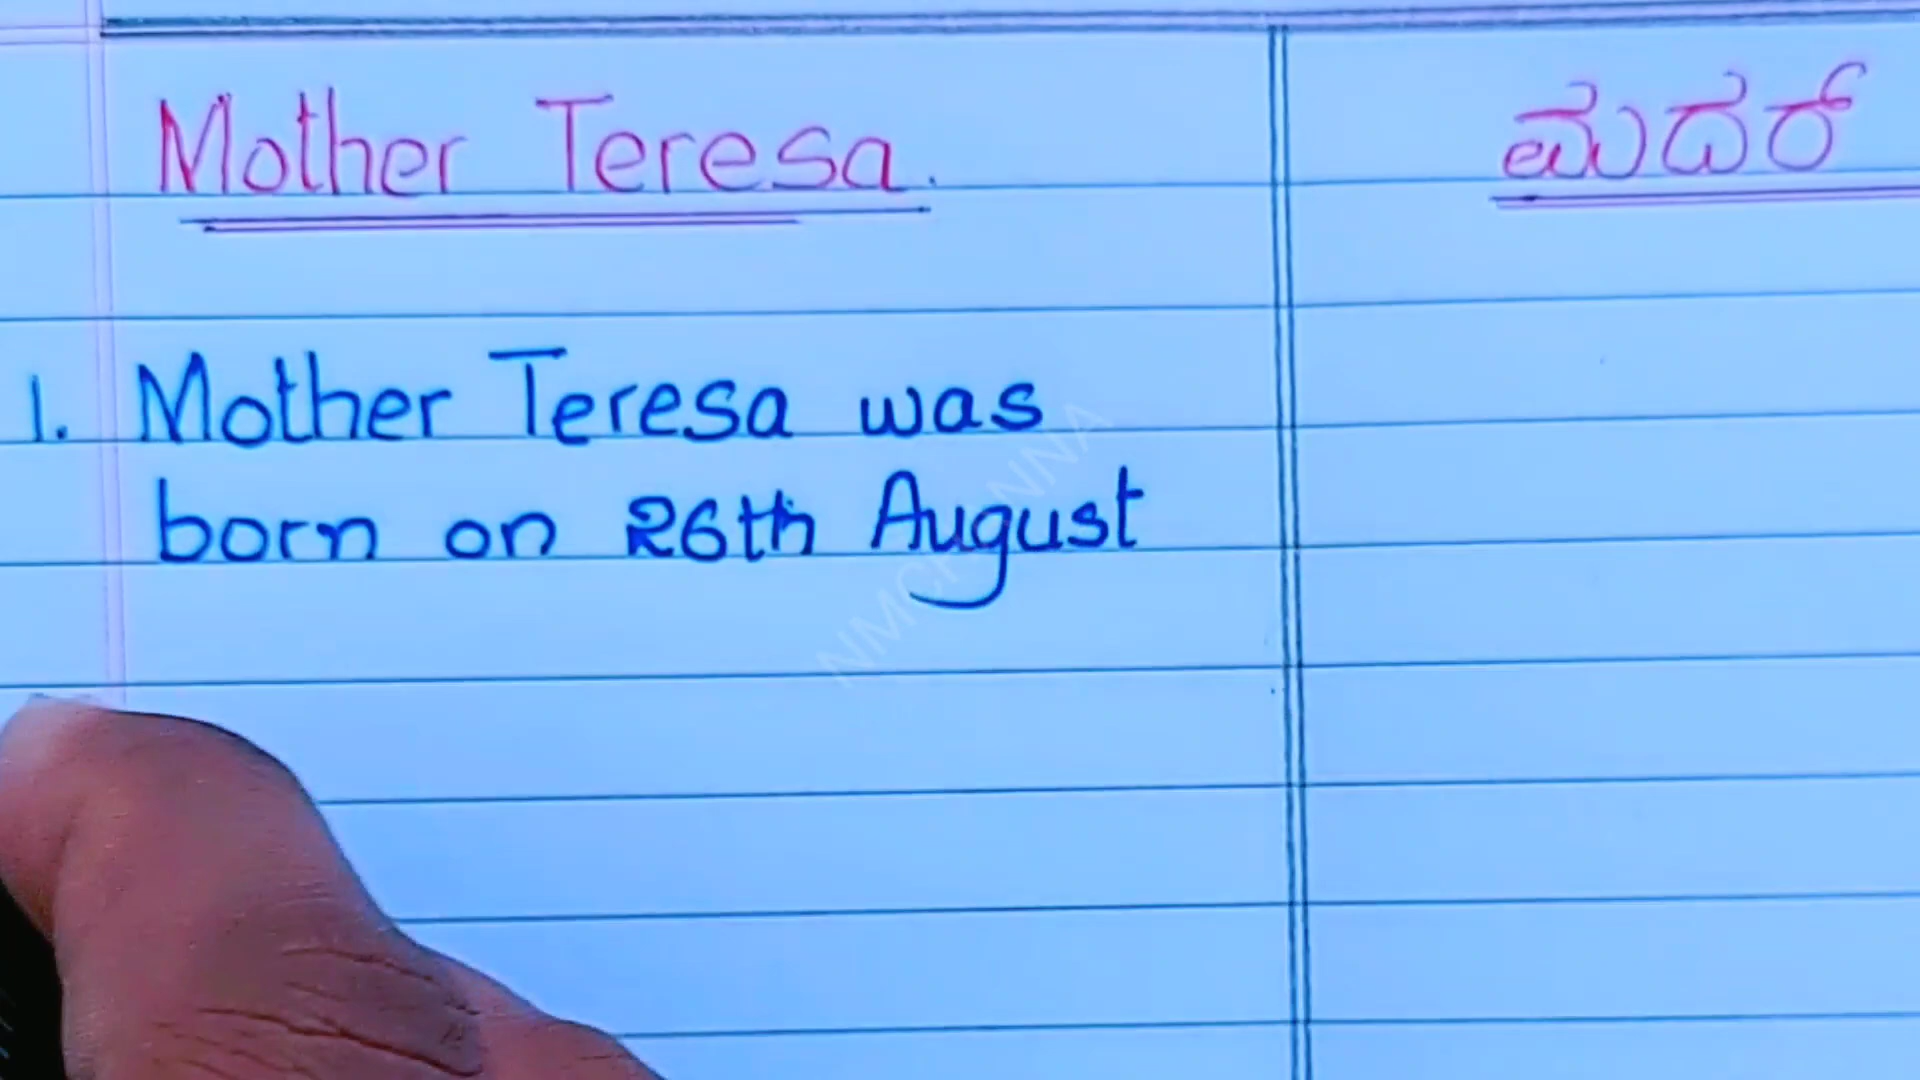 Mother Teresa.
ಮದರ್
1. Mother Teresa was
born on 26th August